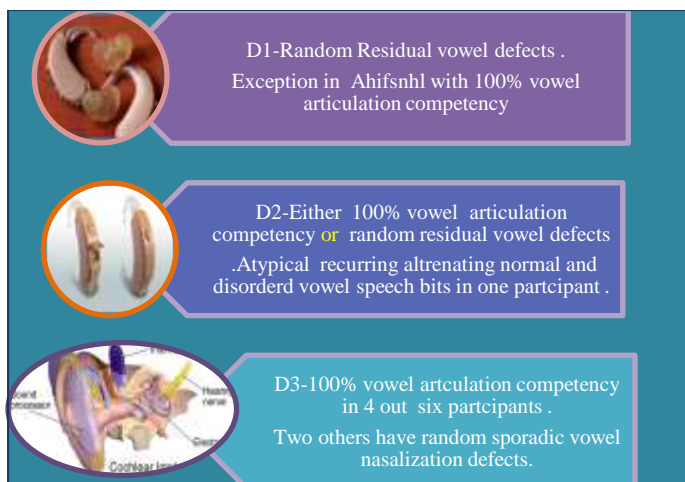 D1-Random Residual vowel defects .
Exception in Ahifsnhl with 100% vowel
articulation competency
D2-Either 100% vowel articulation
competency or random residual vowel defects
.Atypical recurring altrenating normal and
disorderd vowel speech bits in one partcipant .
D3-100% vowel artculation competency
in 4 out six partcipants .
Two others have random sporadic vowel
nasalization defects.
nerve
Cochlear